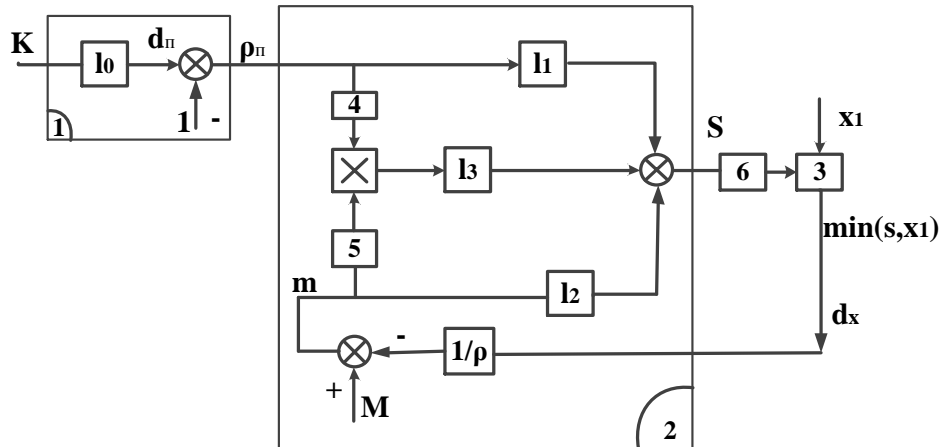 K
l0
dп
ρп
1
-
1
4
l1
l3
5
m
l2
S
6
x1
3
min(s,x1)
dx
-
1/ρ
+
M
2